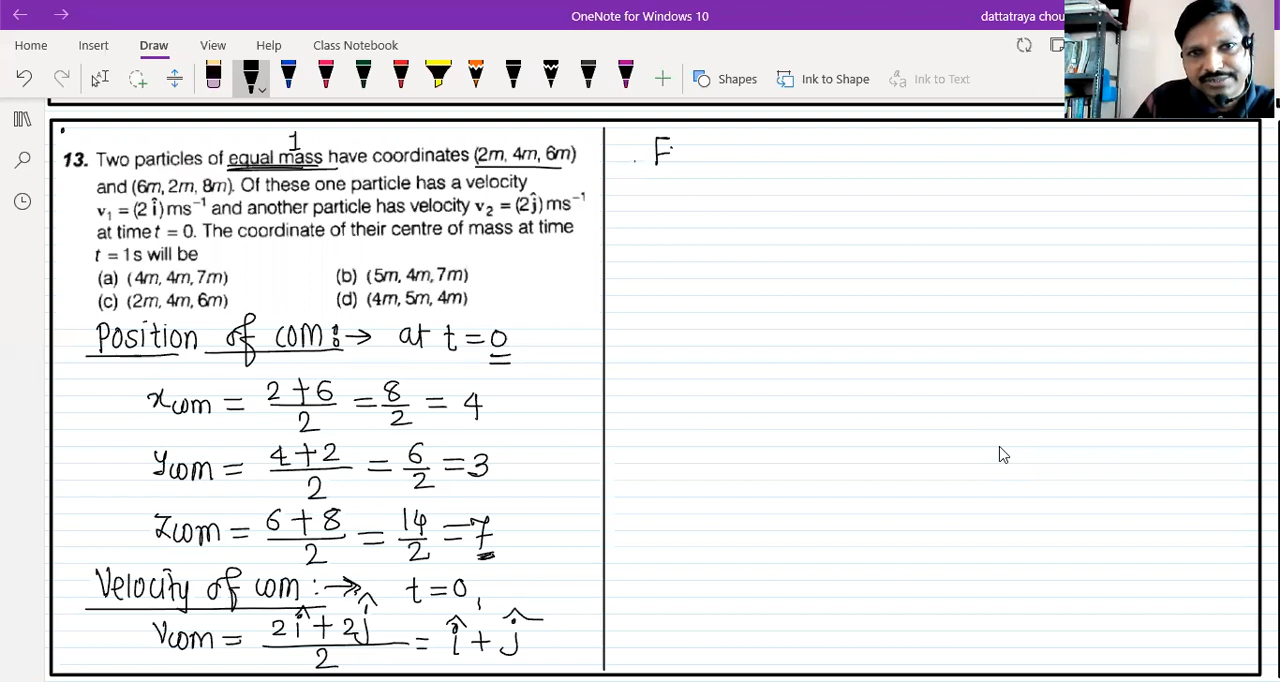 OneNote for Windows 10
dattatraya chou
Home Insert Draw View Help Class Notebook
Shapes Ink to Shape Ink to Text
1
13. Two particles of equal mass have coordinates (2m, 4m, 6m)
and (6m, 2m, 8m). Of these one particle has a velocity
v₁ = (2 î) ms⁻¹ and another particle has velocity v₂ = (2ĵ) ms⁻¹
at time t = 0. The coordinate of their centre of mass at time
t = 1s will be
(a) (4m, 4m, 7m) (b) (5m, 4m, 7m)
(c) (2m, 4m, 6m) (d) (4m, 5m, 4m)
Position of com :→ at t = 0
xcom = 2+6/2 = 8/2 = 4
ycom = 4+2/2 = 6/2 = 3
zcom = 6+8/2 = 14/2 = 7
Velocity of com :→ t = 0,
vcom = 2î + 2ĵ/2 = î + ĵ
F